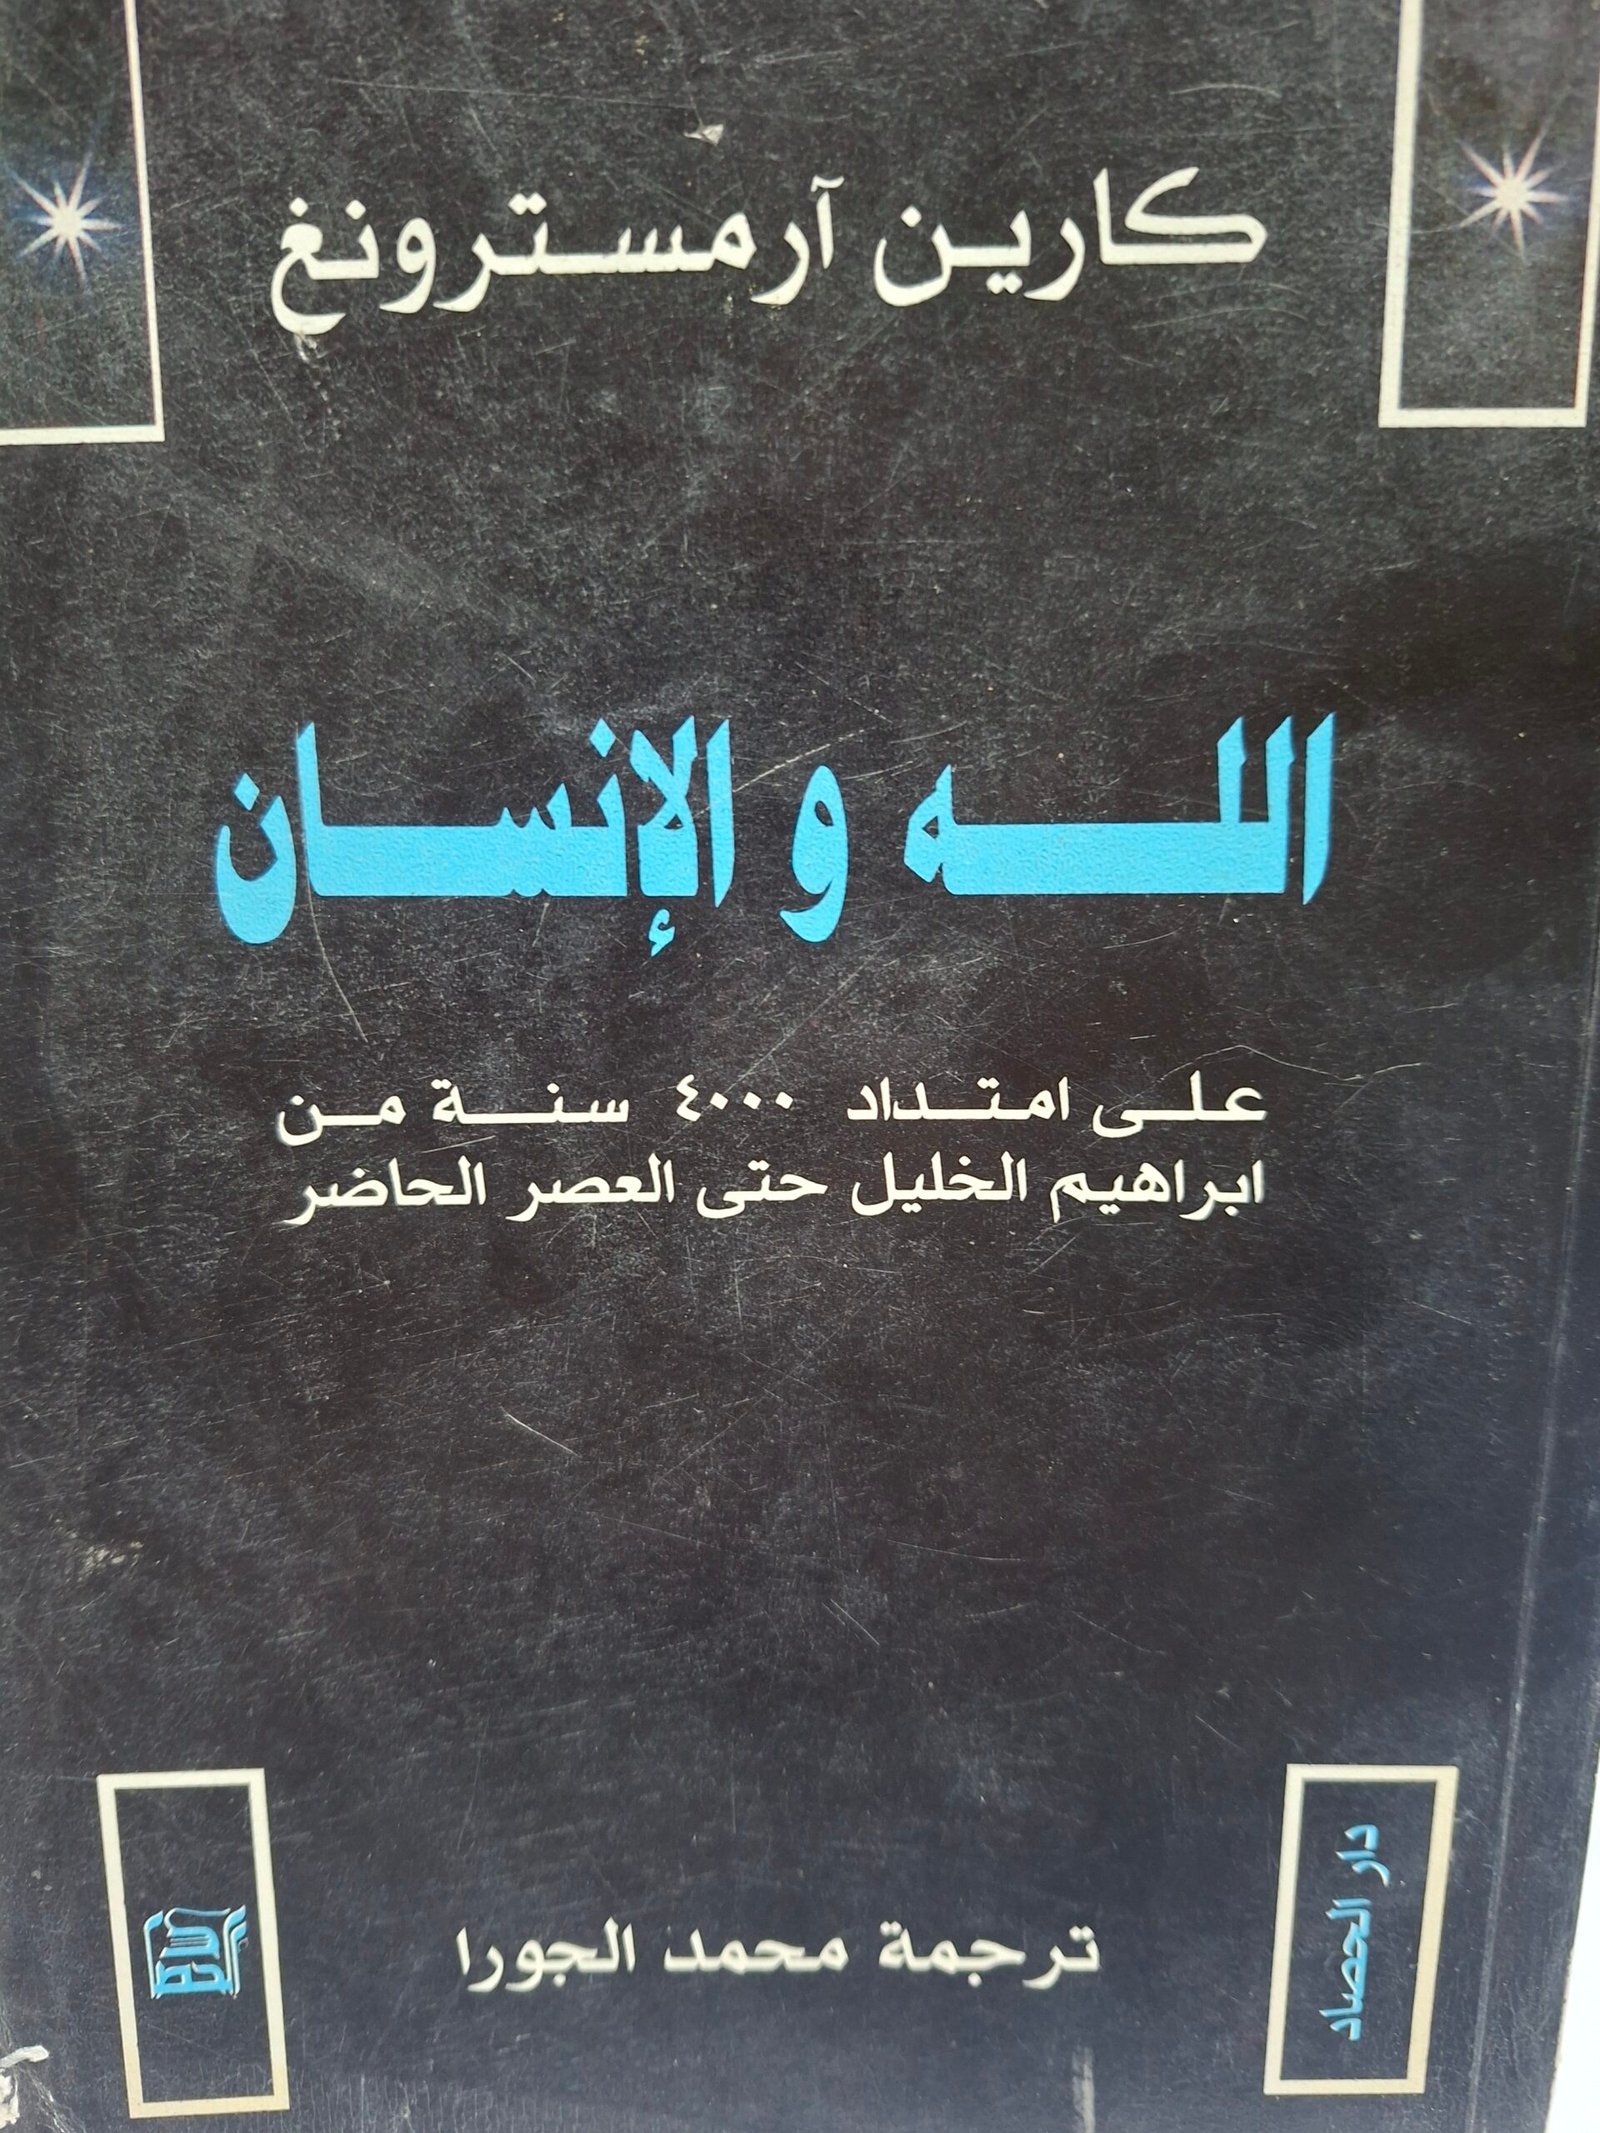 كارين آرمسترونغ
الله و الإنسان
على امتداد ٤٠٠٠ سنة من
ابراهيم الخليل حتى العصر الحاضر
ترجمة محمد الجورا
دار الحصاد